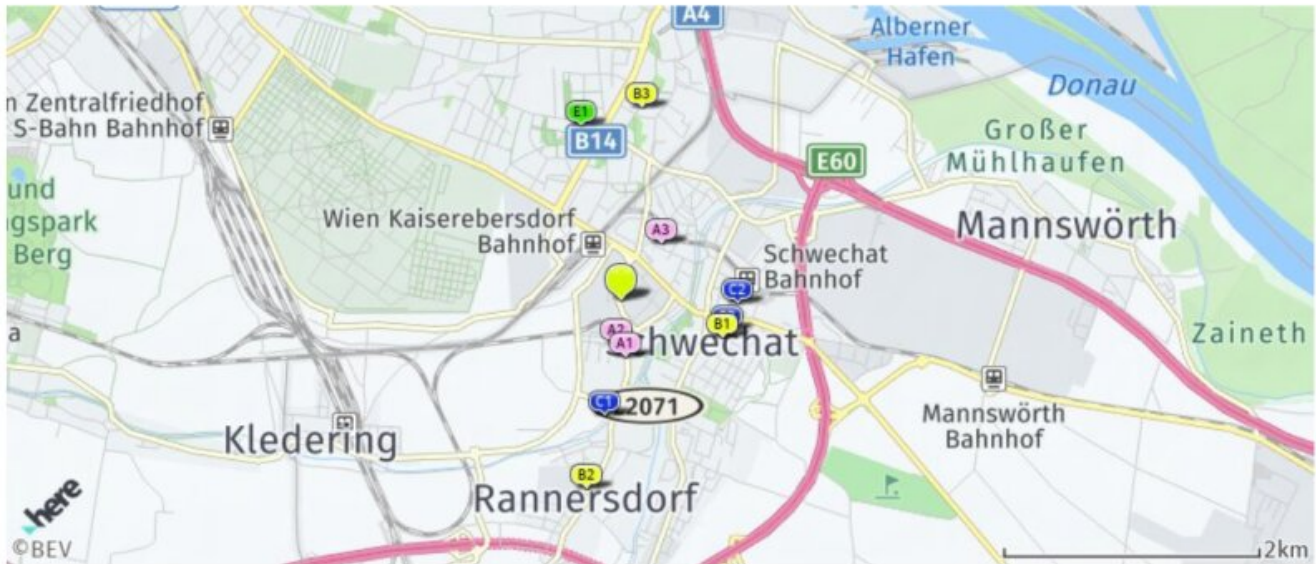 A4
Alberner
Hafen
Donau
B3
E1
n Zentralfriedhof
S-Bahn Bahnhof
B14
Großer
Mühlhaufen
E60
und
gspark
Berg
Wien Kaiserebersdorf
Bahnhof
A3
Mannswörth
Schwechat
Bahnhof
C2
B1
A2
A1
hwechat
Zaineth
a
C1
2071
Mannswörth
Bahnhof
Kledering
B2
Rannersdorf
here
©BEV
2km